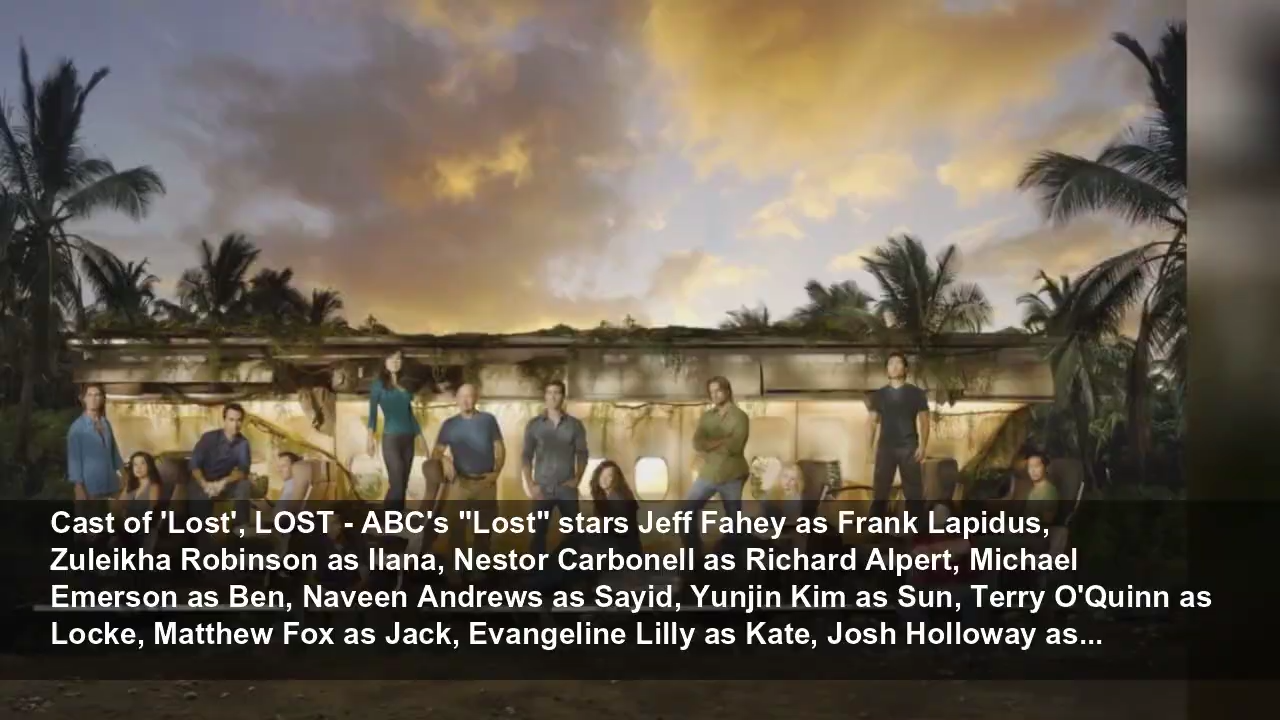 Cast of 'Lost', LOST - ABC's "Lost" stars Jeff Fahey as Frank Lapidus,
Zuleikha Robinson as Ilana, Nestor Carbonell as Richard Alpert, Michael
Emerson as Ben, Naveen Andrews as Sayid, Yunjin Kim as Sun, Terry O'Quinn as
Locke, Matthew Fox as Jack, Evangeline Lilly as Kate, Josh Holloway as...